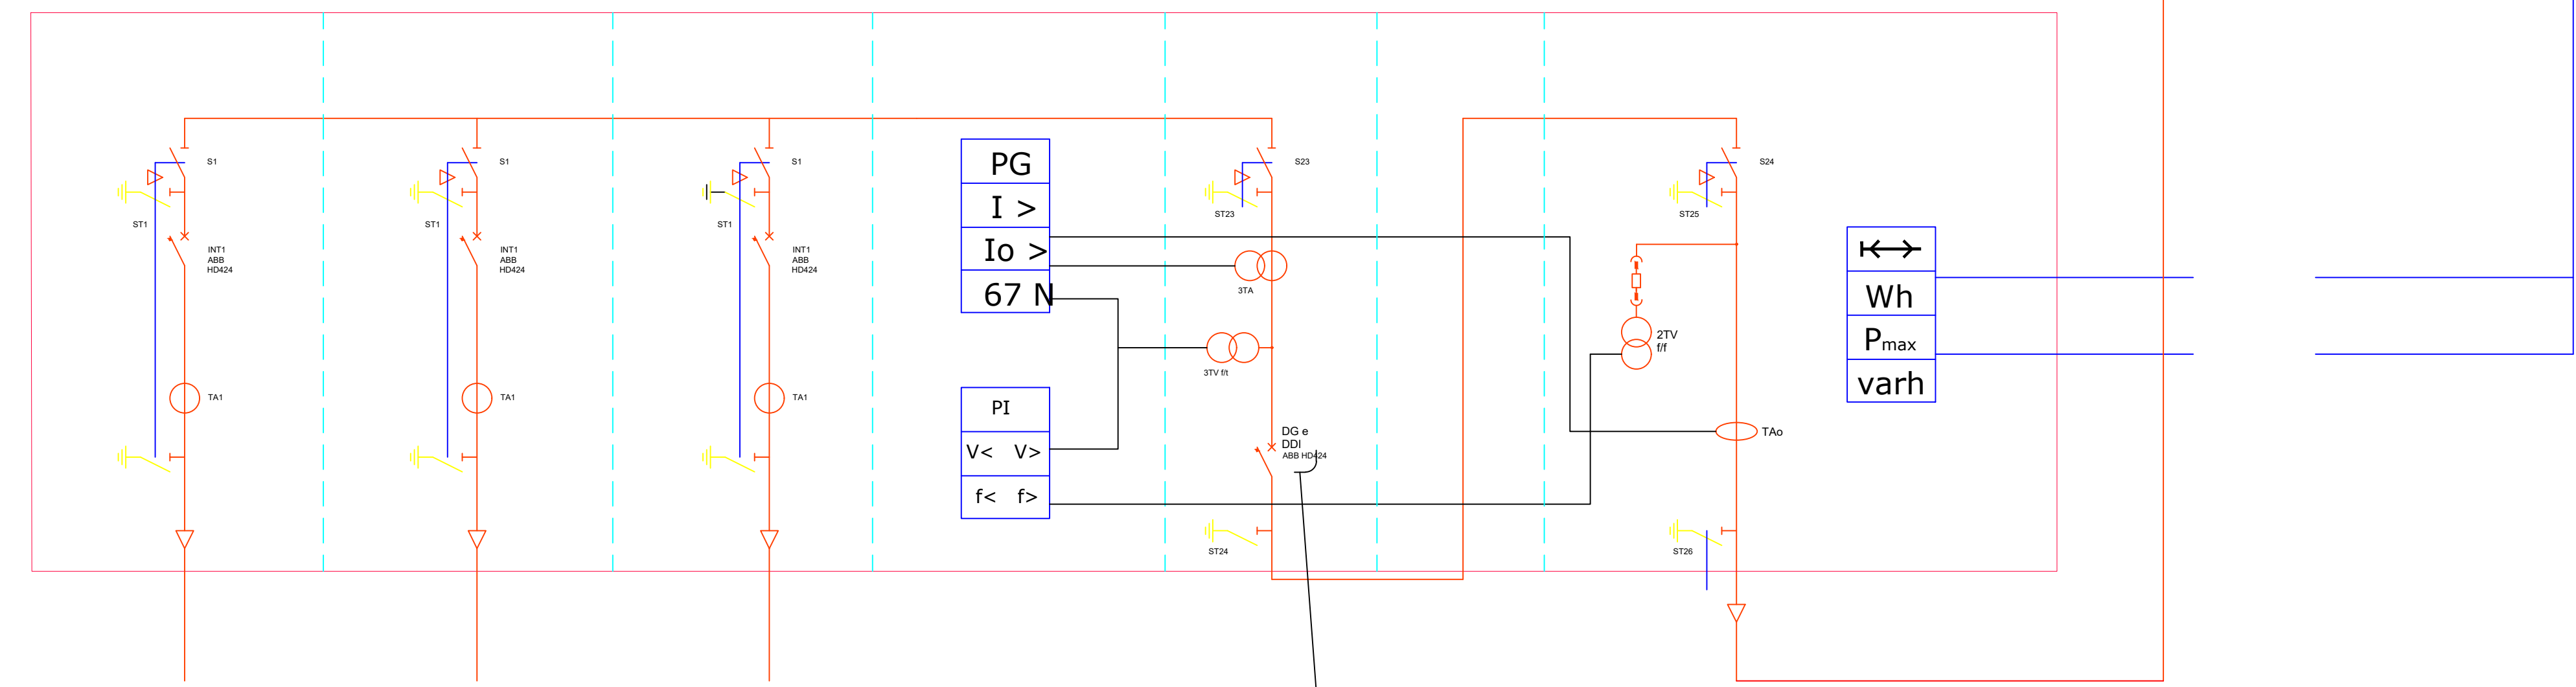 S1
ST1
INT1
ABB
HD424
TA1
S1
ST1
INT1
ABB
HD424
TA1
S1
ST1
INT1
ABB
HD424
TA1
PG
I >
Io >
67 N
PI
V< V>
f< f>
S23
ST23
3TA
3TV f/t
DG e
DDI
ABB HD424
ST24
S24
ST25
2TV
f/f
TAo
ST26
Wh
Pmax
varh